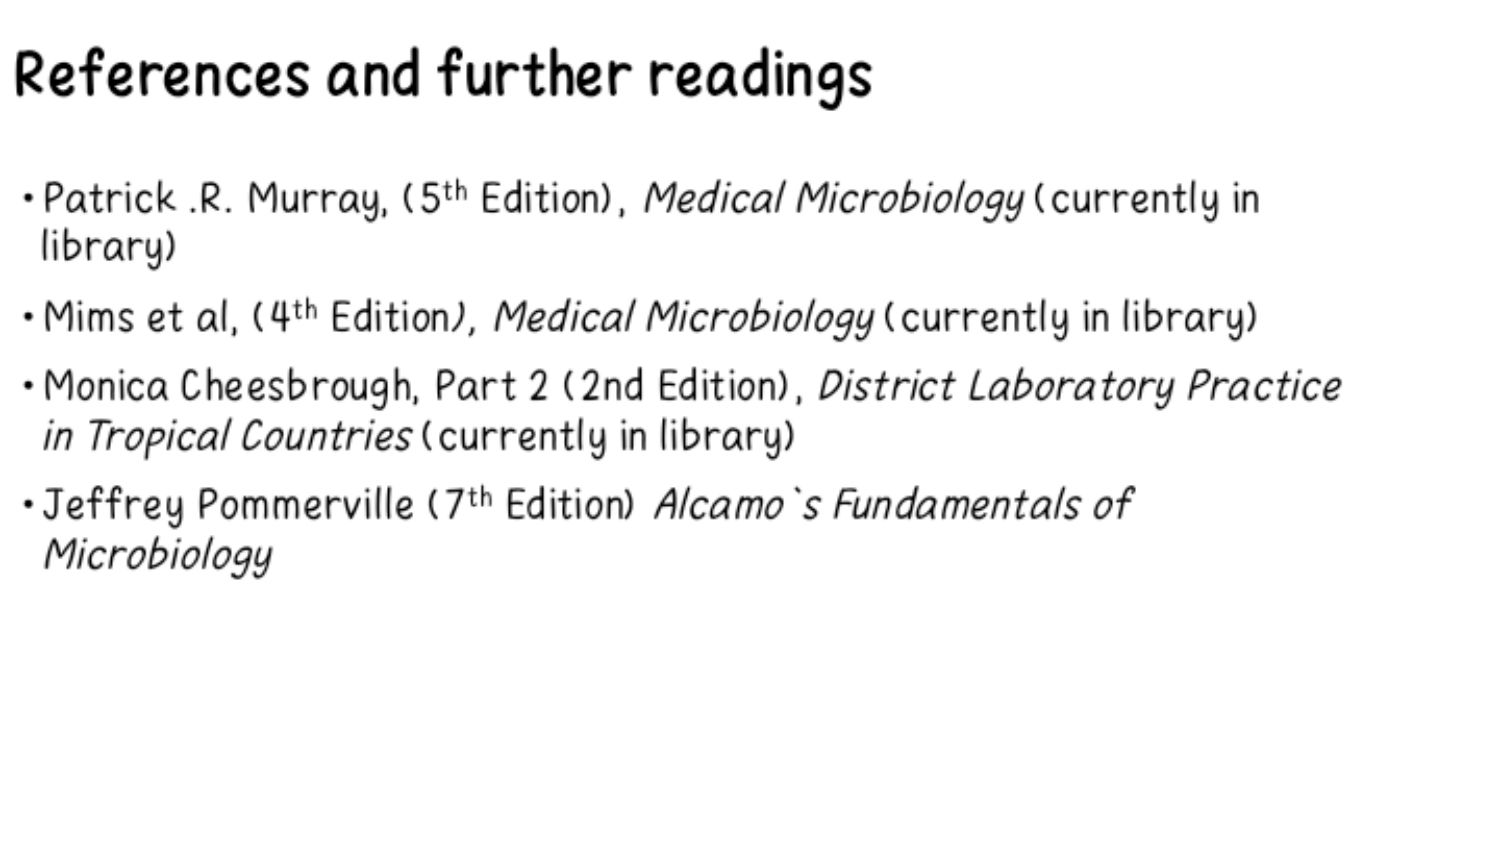 References and further readings
• Patrick .R. Murray, (5th Edition), Medical Microbiology (currently in
library)
• Mims et al, (4th Edition), Medical Microbiology (currently in library)
• Monica Cheesbrough, Part 2 (2nd Edition), District Laboratory Practice
in Tropical Countries (currently in library)
• Jeffrey Pommerville (7th Edition) Alcamo`s Fundamentals of
Microbiology